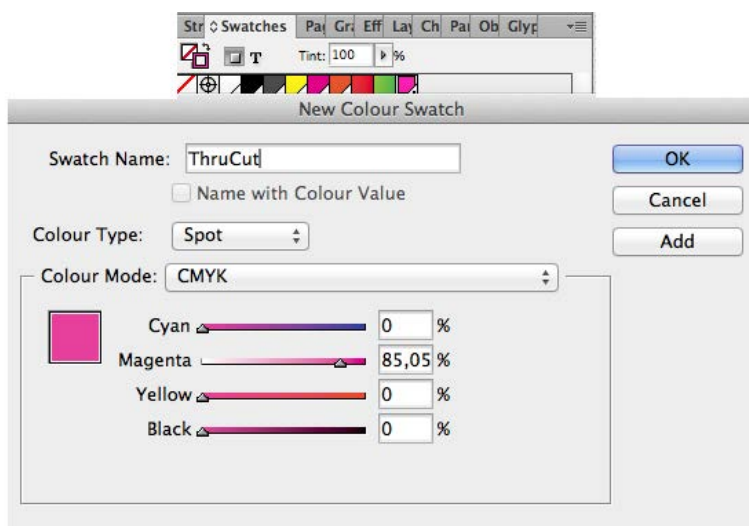 Str Swatches Pa Gra Eff Lay Ch Pai Ob Glyp
T Tint: 100 %
New Colour Swatch
Swatch Name: ThruCut
OK
Name with Colour Value
Cancel
Colour Type: Spot
Add
Colour Mode: CMYK
Cyan 0 %
Magenta 85,05 %
Yellow 0 %
Black 0 %